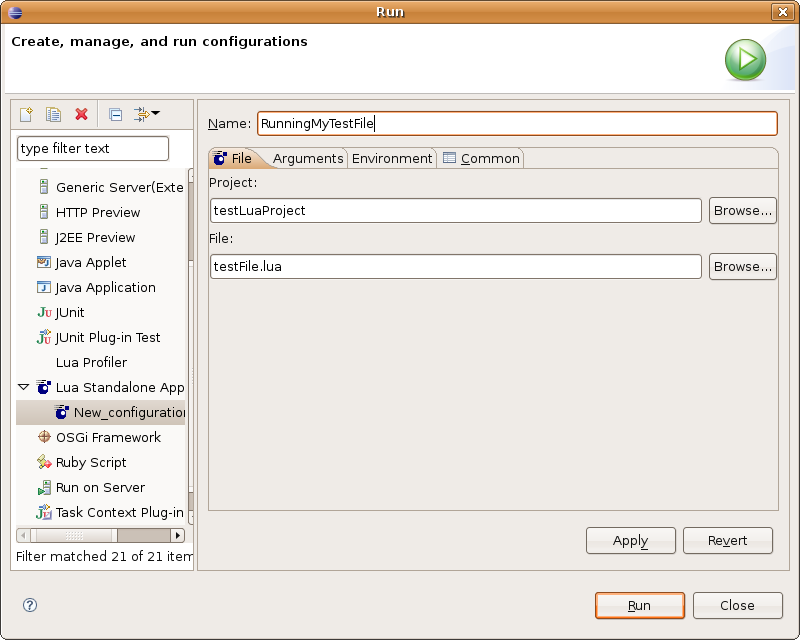 Run
Create, manage, and run configurations
type filter text
Generic Server(Exte
HTTP Preview
J2EE Preview
Java Applet
Java Application
JUnit
JUnit Plug-in Test
Lua Profiler
Lua Standalone App
New_configuration
OSGi Framework
Ruby Script
Run on Server
Task Context Plug-in
Filter matched 21 of 21 item
Name: RunningMyTestFile
File Arguments Environment Common
Project:
testLuaProject Browse...
File:
testFile.lua Browse...
Apply Revert
Run Close